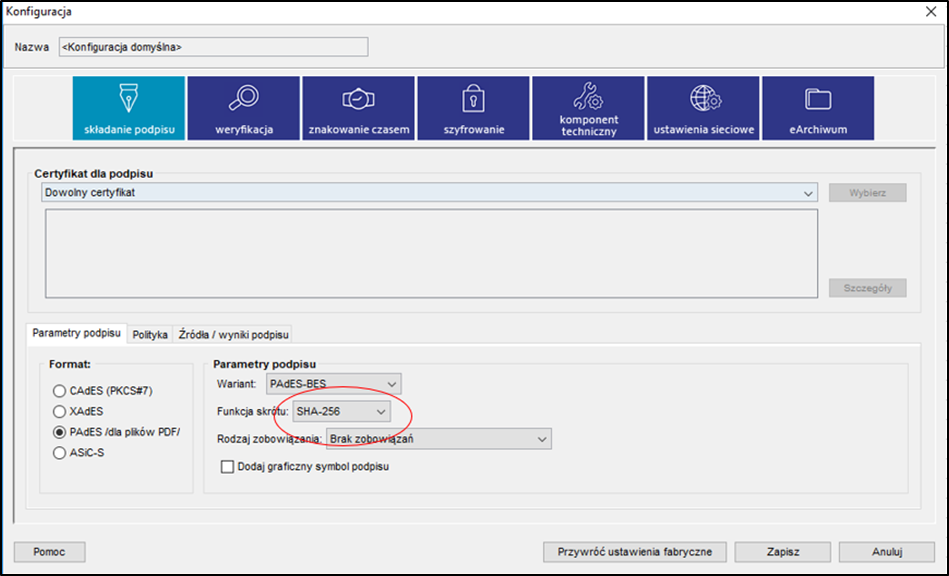 Konfiguracja
Nazwa <Konfiguracja domyślna>
składanie podpisu
weryfikacja
znakowanie czasem
szyfrowanie
komponent
techniczny
ustawienia sieciowe
eArchiwum
Certyfikat dla podpisu
Dowolny certyfikat
Wybierz
Szczegóły
Parametry podpisu Polityka Źródła / wyniki podpisu
Format:
CAdES (PKCS#7)
XAdES
PAdES /dla plików PDF/
ASiC-S
Parametry podpisu
Wariant: PAdES-BES
Funkcja skrótu: SHA-256
Rodzaj zobowiązania: Brak zobowiązań
Dodaj graficzny symbol podpisu
Pomoc Przywróć ustawienia fabryczne Zapisz Anuluj